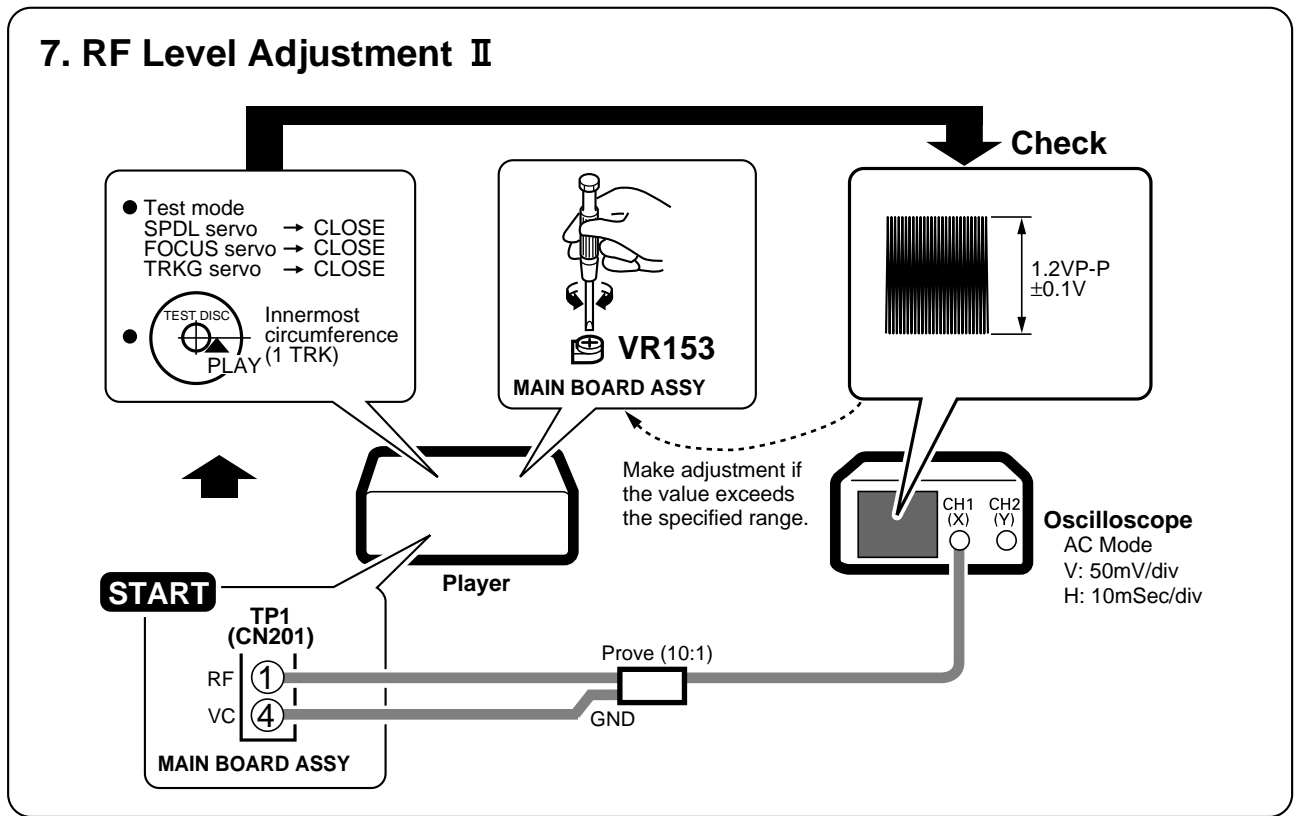 7. RF Level Adjustment Ⅱ
● Test mode
SPDL servo → CLOSE
FOCUS servo → CLOSE
TRKG servo → CLOSE
●
TEST DISC
PLAY
Innermost
circumference
(1 TRK)
VR153
MAIN BOARD ASSY
Check
1.2VP-P
±0.1V
Make adjustment if
the value exceeds
the specified range.
Player
CH1
(X)
CH2
(Y)
Oscilloscope
AC Mode
V: 50mV/div
H: 10mSec/div
START
TP1
(CN201)
RF ①
VC ④
MAIN BOARD ASSY
Prove (10:1)
GND